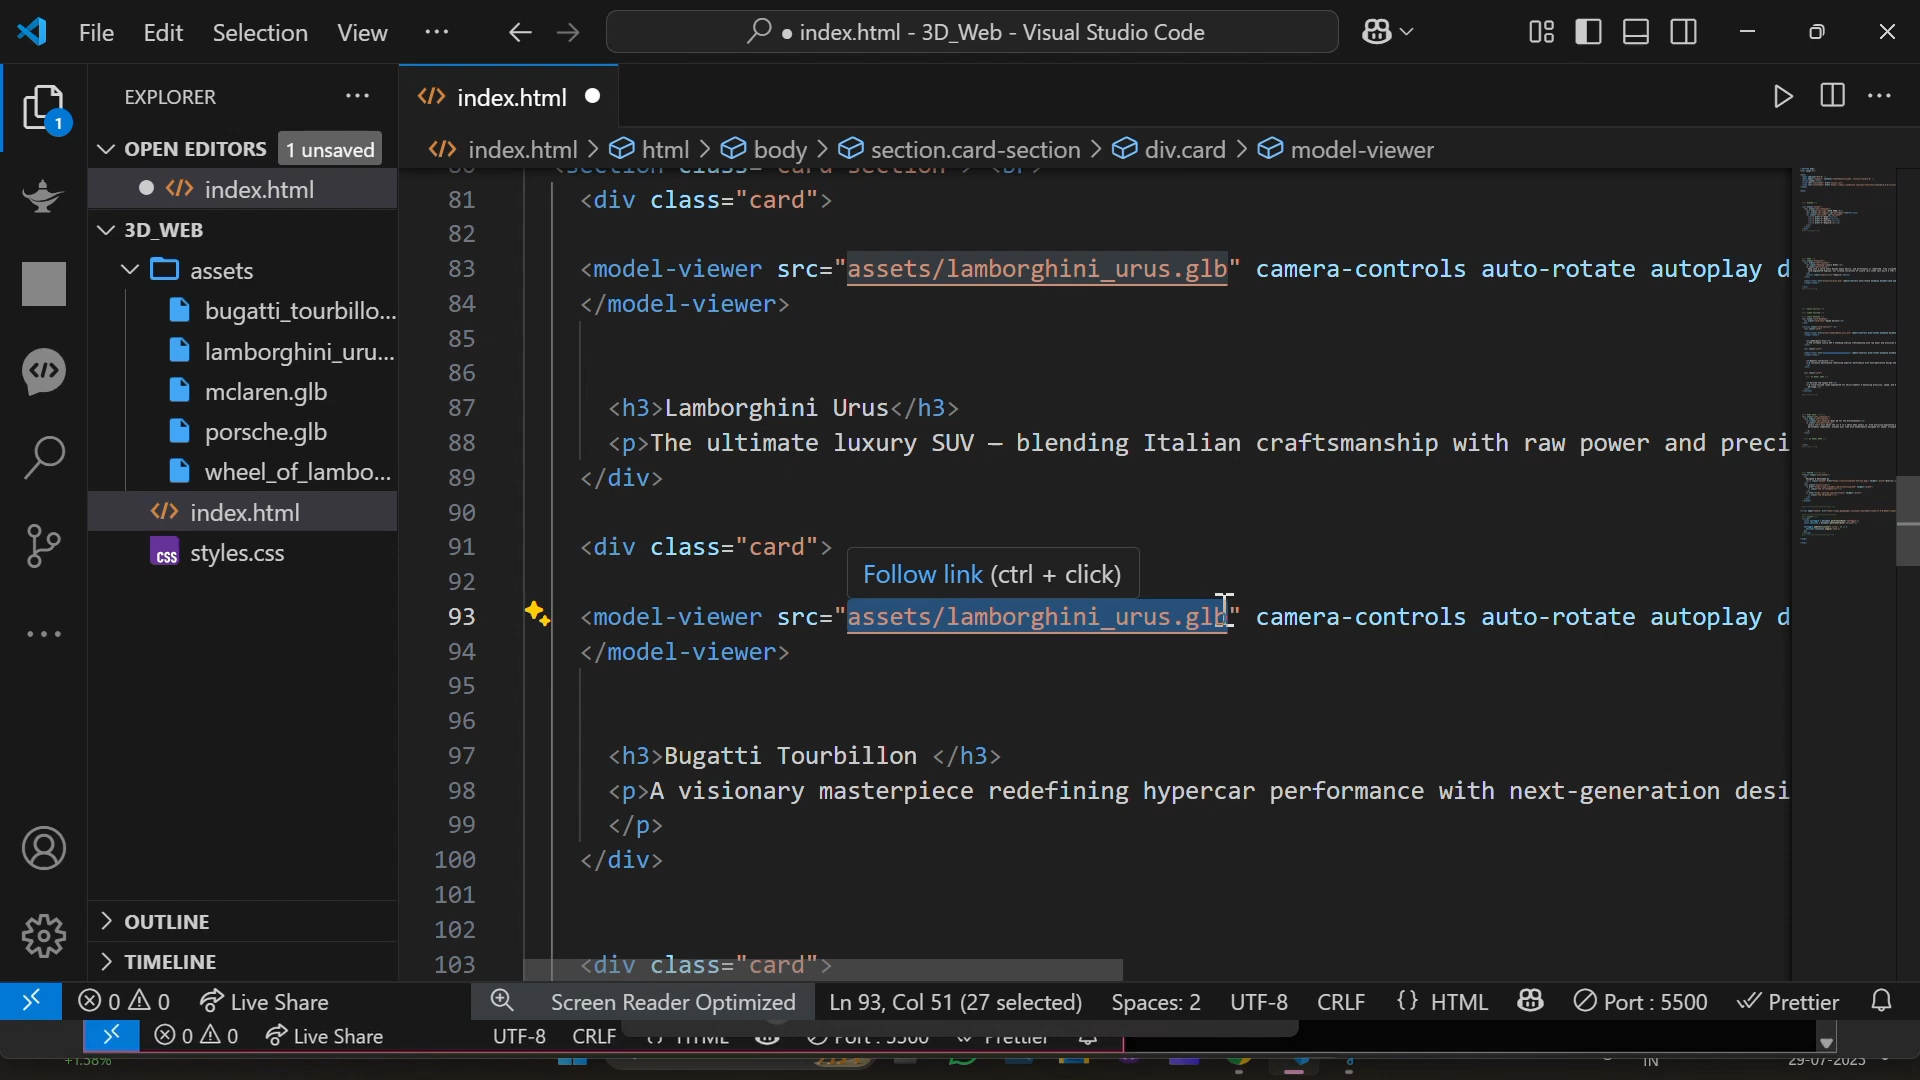 File Edit Selection View ... index.html - 3D_Web - Visual Studio Code
EXPLORER
index.html
OPEN EDITORS 1 unsaved
index.html > html > body > section.card-section > div.card > model-viewer
index.html
3D_WEB
assets
bugatti_tourbillo...
lamborghini_uru...
mclaren.glb
porsche.glb
wheel_of_lambo...
index.html
styles.css
OUTLINE
TIMELINE
1
81 <div class="card">
82
83 <model-viewer src="assets/lamborghini_urus.glb" camera-controls auto-rotate autoplay d
84 </model-viewer>
85
86
87 <h3>Lamborghini Urus</h3>
88 <p>The ultimate luxury SUV – blending Italian craftsmanship with raw power and preci
89 </div>
90
91 <div class="card">
Follow link (ctrl + click)
92
93 <model-viewer src="assets/lamborghini_urus.glb" camera-controls auto-rotate autoplay d
94 </model-viewer>
95
96
97 <h3>Bugatti Tourbillon </h3>
98 <p>A visionary masterpiece redefining hypercar performance with next-generation desi
99 </p>
100 </div>
101
102
103 <div class="card">
0 0 Live Share Screen Reader Optimized Ln 93, Col 51 (27 selected) Spaces: 2 UTF-8 CRLF {} HTML Port : 5500 Prettier
0 0 Live Share UTF-8 CRLF
+1.58% IN 29-07-2025